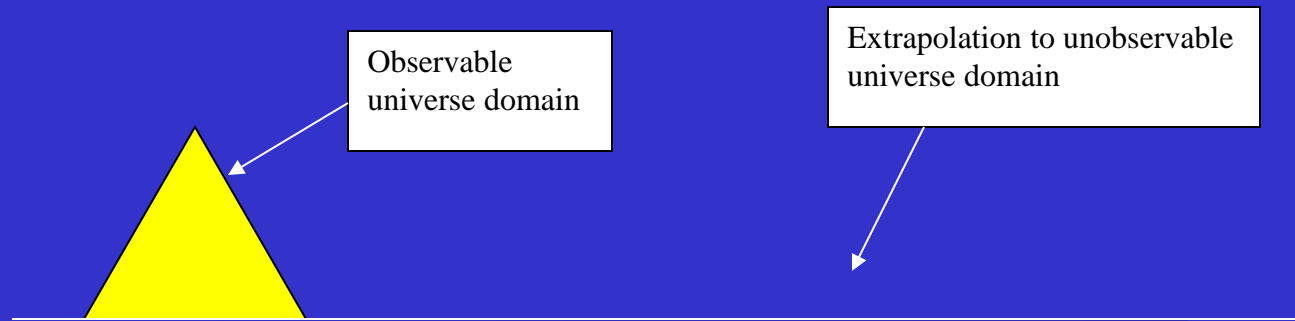 Observable
universe domain
Extrapolation to unobservable
universe domain